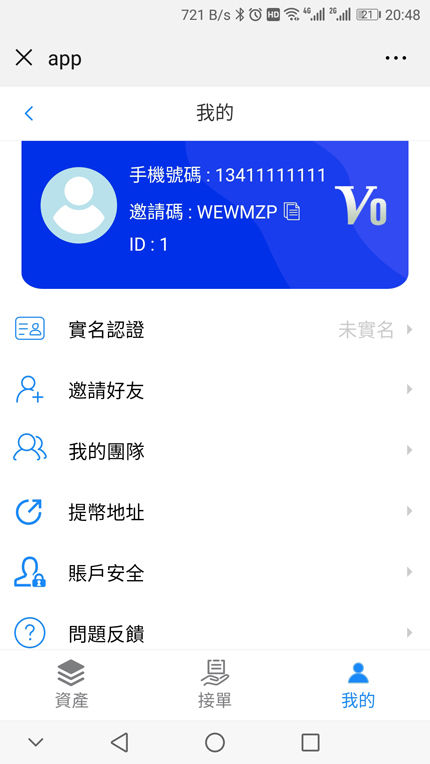 721 B/s HD 4G 2G 21 20:48
app
我的
手機號碼 : 13411111111
邀請碼 : WEWMZP
V0
ID : 1
實名認證 未實名
邀請好友
我的團隊
提幣地址
賬戶安全
問題反饋
資產 接單 我的